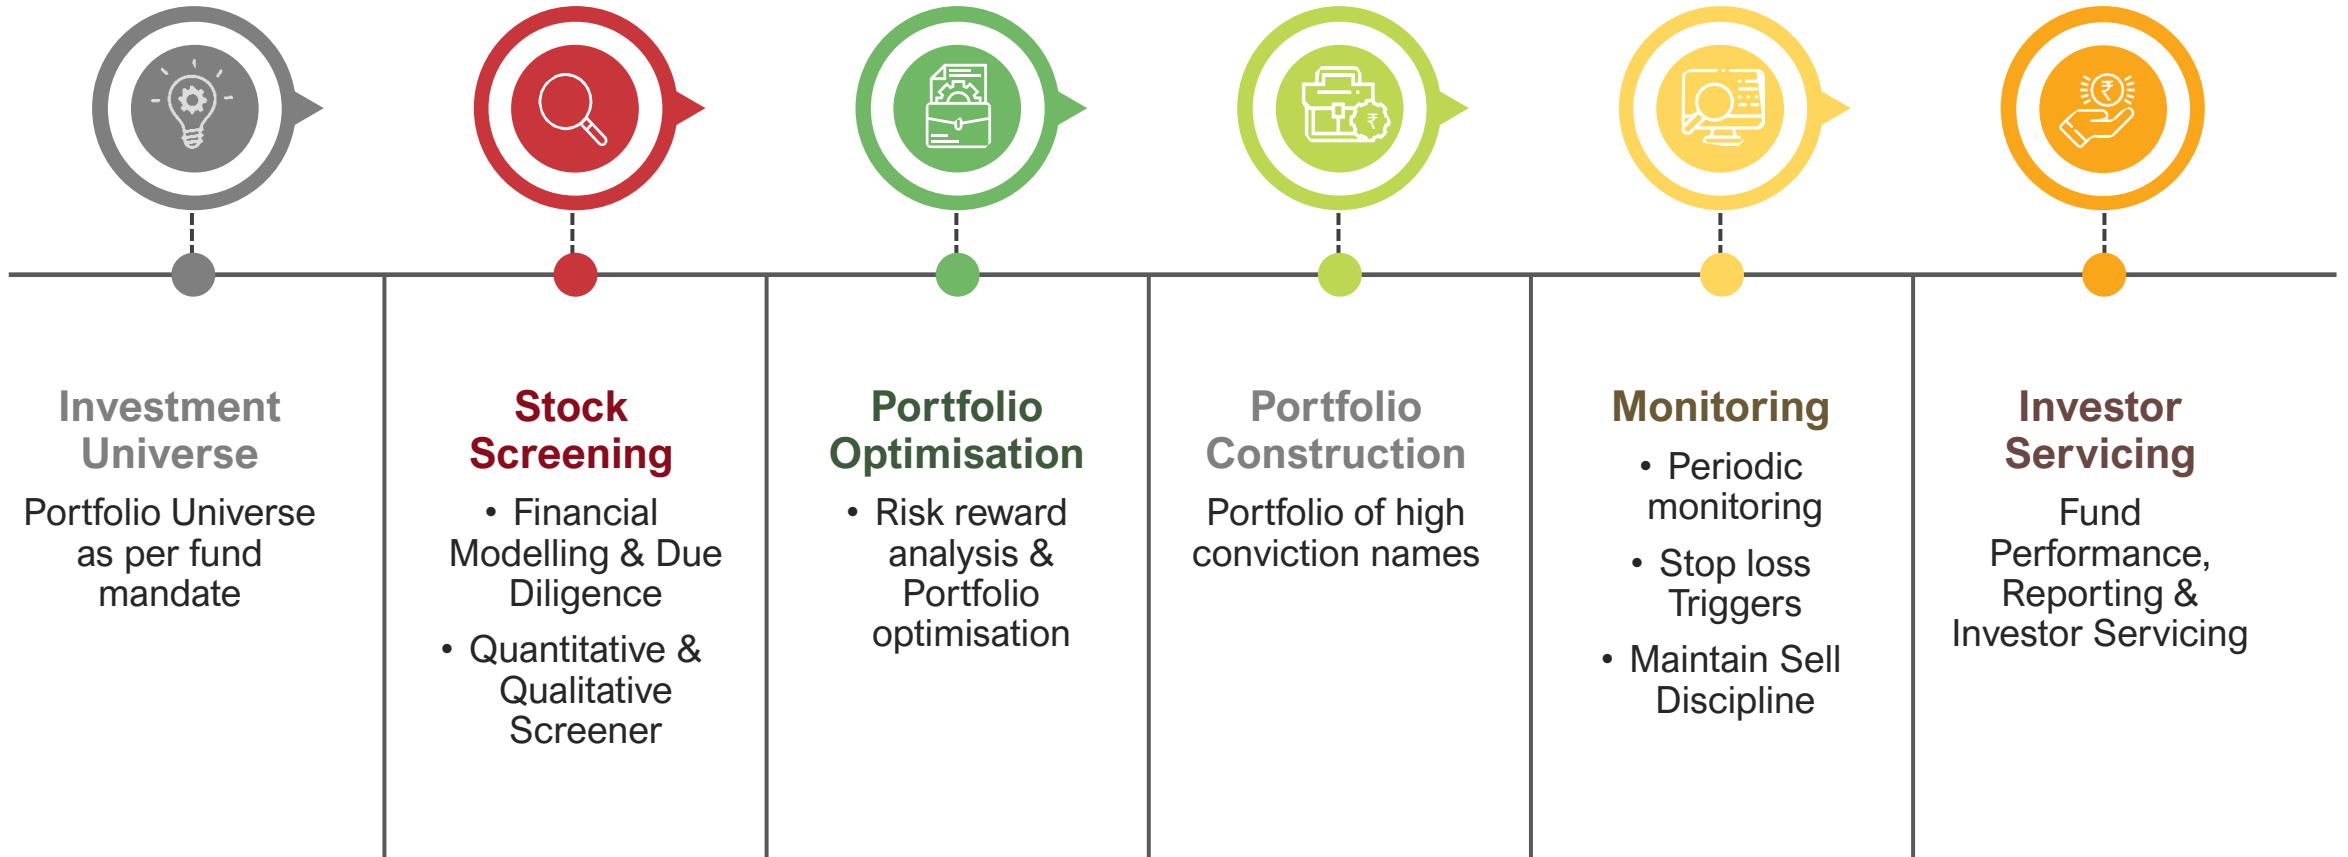 ₹
₹
Investment
Universe
Portfolio Universe
as per fund
mandate
Stock
Screening
• Financial
Modelling & Due
Diligence
• Quantitative &
Qualitative
Screener
Portfolio
Optimisation
• Risk reward
analysis &
Portfolio
optimisation
Portfolio
Construction
Portfolio of high
conviction names
Monitoring
• Periodic
monitoring
• Stop loss
Triggers
• Maintain Sell
Discipline
Investor
Servicing
Fund
Performance,
Reporting &
Investor Servicing